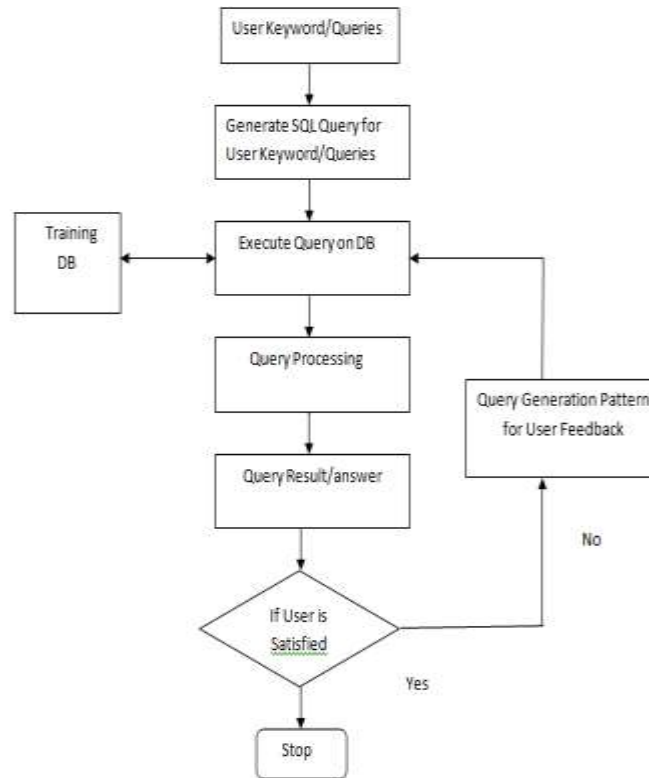 User Keyword/Queries
Generate SQL Query for
User Keyword/Queries
Training
DB
Execute Query on DB
Query Processing
Query Generation Pattern
for User Feedback
Query Result/answer
No
If User is
Satisfied
Yes
Stop